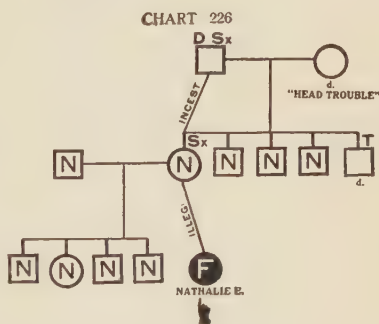 CHART 226
D Sx
d.
"HEAD TROUBLE"
INCEST
Sx T
N N N N N
d.
ILLEG.
N N N N F
NATHALIE E.